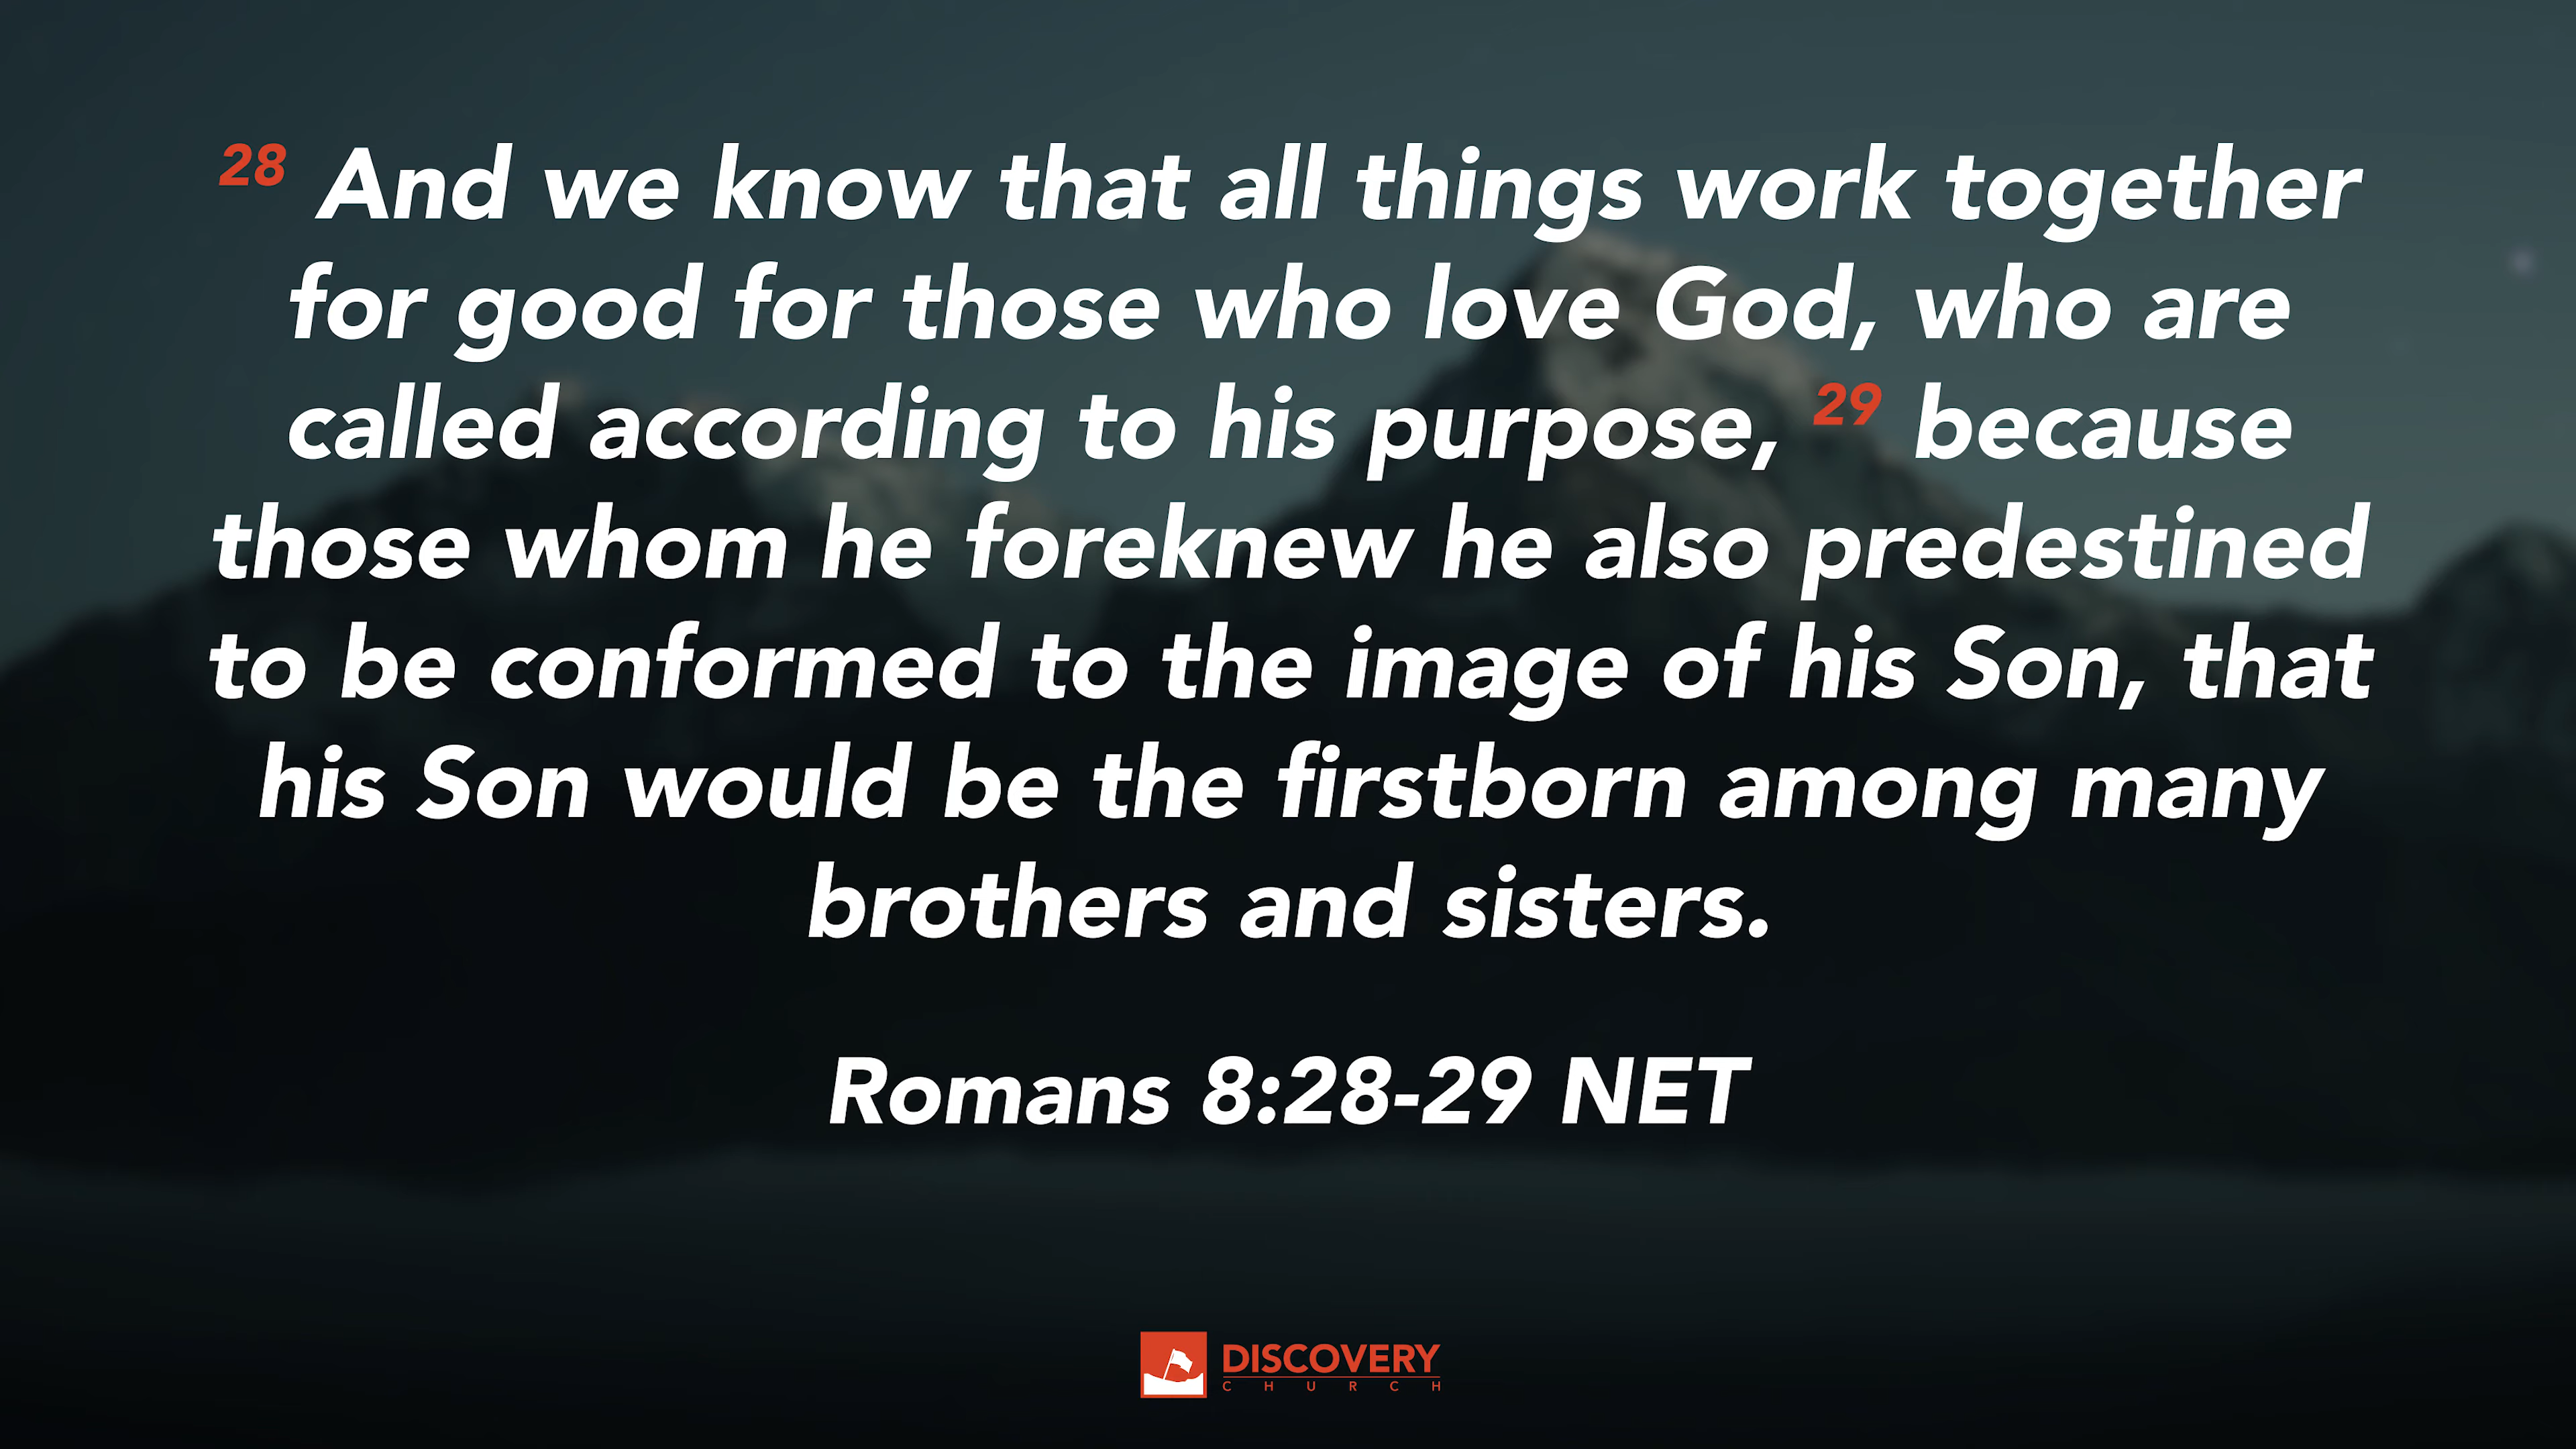 28 And we know that all things work together
for good for those who love God, who are
called according to his purpose, 29 because
those whom he foreknew he also predestined
to be conformed to the image of his Son, that
his Son would be the firstborn among many
brothers and sisters.
Romans 8:28-29 NET
DISCOVERY
CHURCH